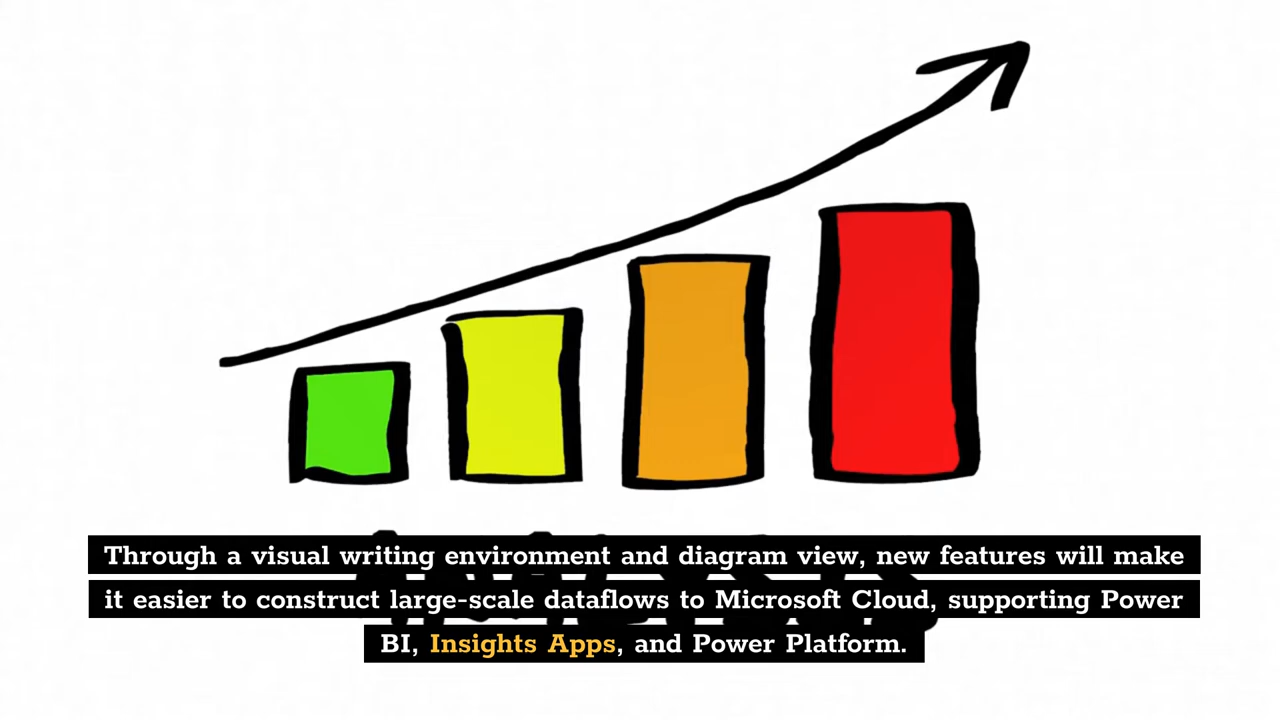 Through a visual writing environment and diagram view, new features will make
it easier to construct large-scale dataflows to Microsoft Cloud, supporting Power
BI, Insights Apps, and Power Platform.